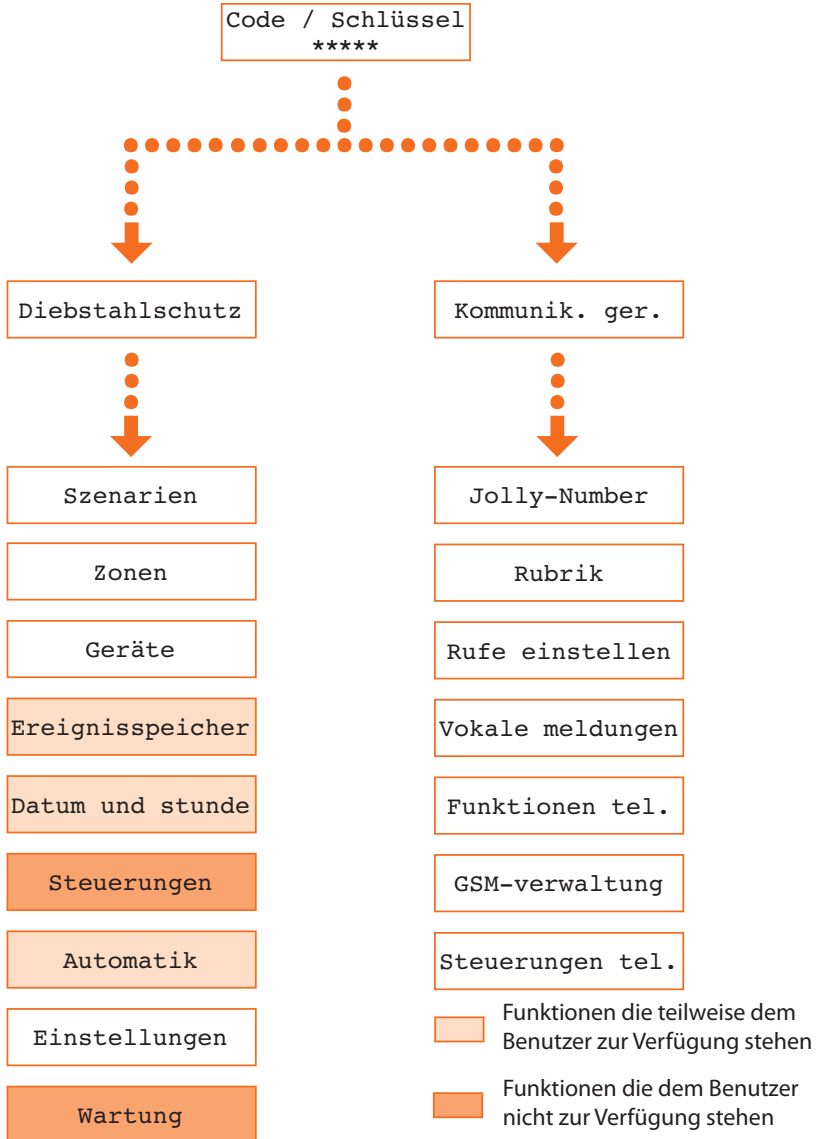 Code / Schlüssel
*****
Diebstahlschutz
Kommunik. ger.
Szenarien
Zonen
Geräte
Ereignisspeicher
Datum und stunde
Steuerungen
Automatik
Einstellungen
Wartung
Jolly-Number
Rubrik
Rufe einstellen
Vokale meldungen
Funktionen tel.
GSM-verwaltung
Steuerungen tel.
Funktionen die teilweise dem
Benutzer zur Verfügung stehen
Funktionen die dem Benutzer
nicht zur Verfügung stehen